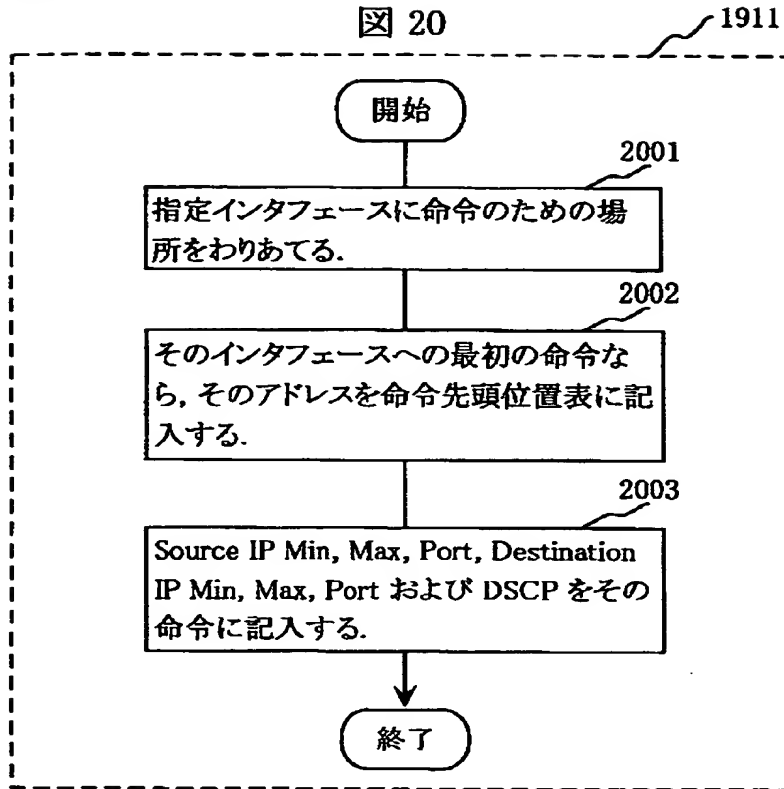 図 20
1911
開始
2001
指定インタフェースに命令のための場
所をわりあてる.
2002
そのインタフェースへの最初の命令な
ら, そのアドレスを命令先頭位置表に記
入する.
2003
Source IP Min, Max, Port, Destination
IP Min, Max, Port および DSCP をその
命令に記入する.
終了